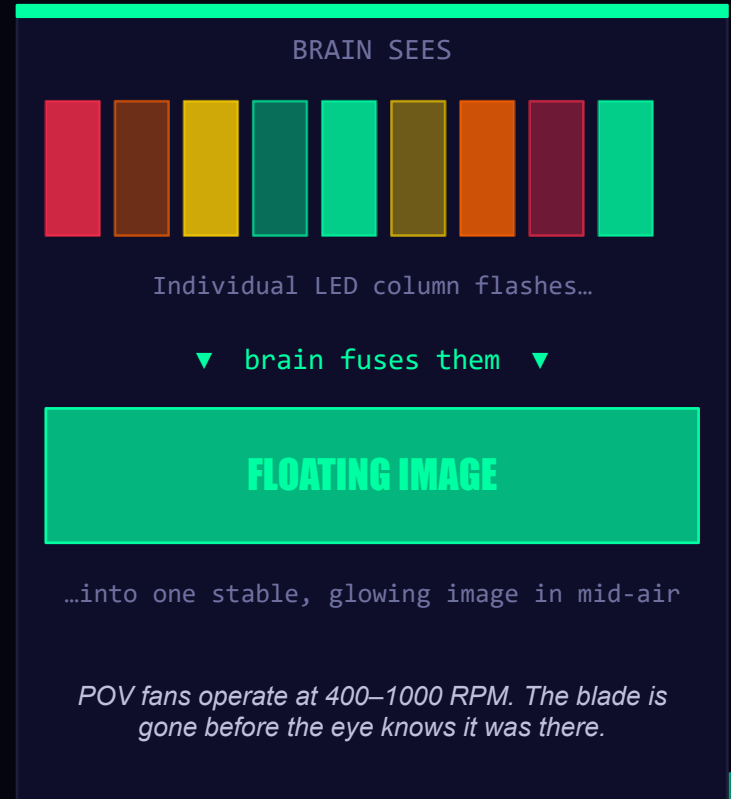 BRAIN SEES
Individual LED column flashes…
▼ brain fuses them ▼
FLOATING IMAGE
…into one stable, glowing image in mid-air
POV fans operate at 400–1000 RPM. The blade is
gone before the eye knows it was there.